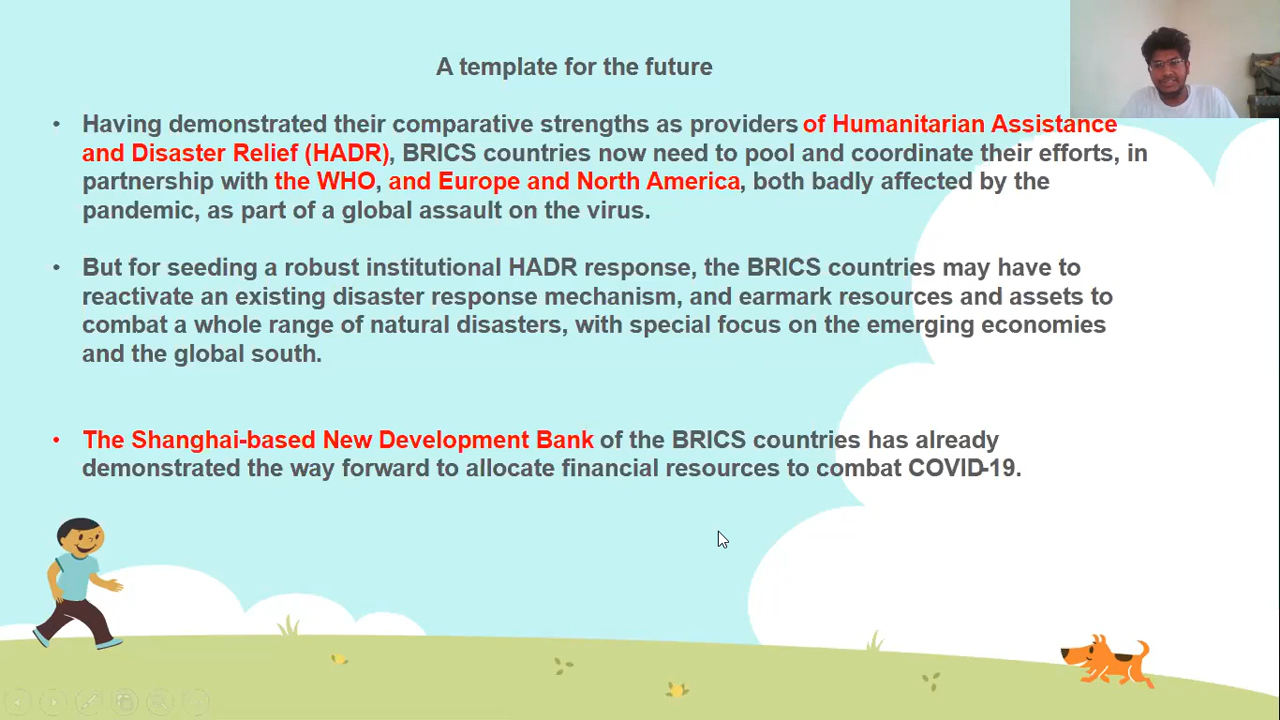 A template for the future
• Having demonstrated their comparative strengths as providers of Humanitarian Assistance
and Disaster Relief (HADR), BRICS countries now need to pool and coordinate their efforts, in
partnership with the WHO, and Europe and North America, both badly affected by the
pandemic, as part of a global assault on the virus.
• But for seeding a robust institutional HADR response, the BRICS countries may have to
reactivate an existing disaster response mechanism, and earmark resources and assets to
combat a whole range of natural disasters, with special focus on the emerging economies
and the global south.
• The Shanghai-based New Development Bank of the BRICS countries has already
demonstrated the way forward to allocate financial resources to combat COVID-19.